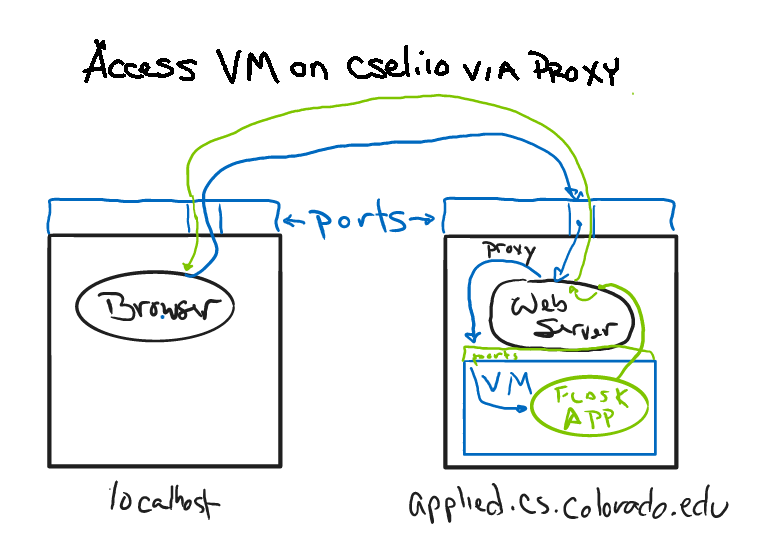 Access VM on csel.io via Proxy
ports
proxy
Browser
Web
Server
ports
VM
FLASK
APP
localhost
applied.cs.colorado.edu